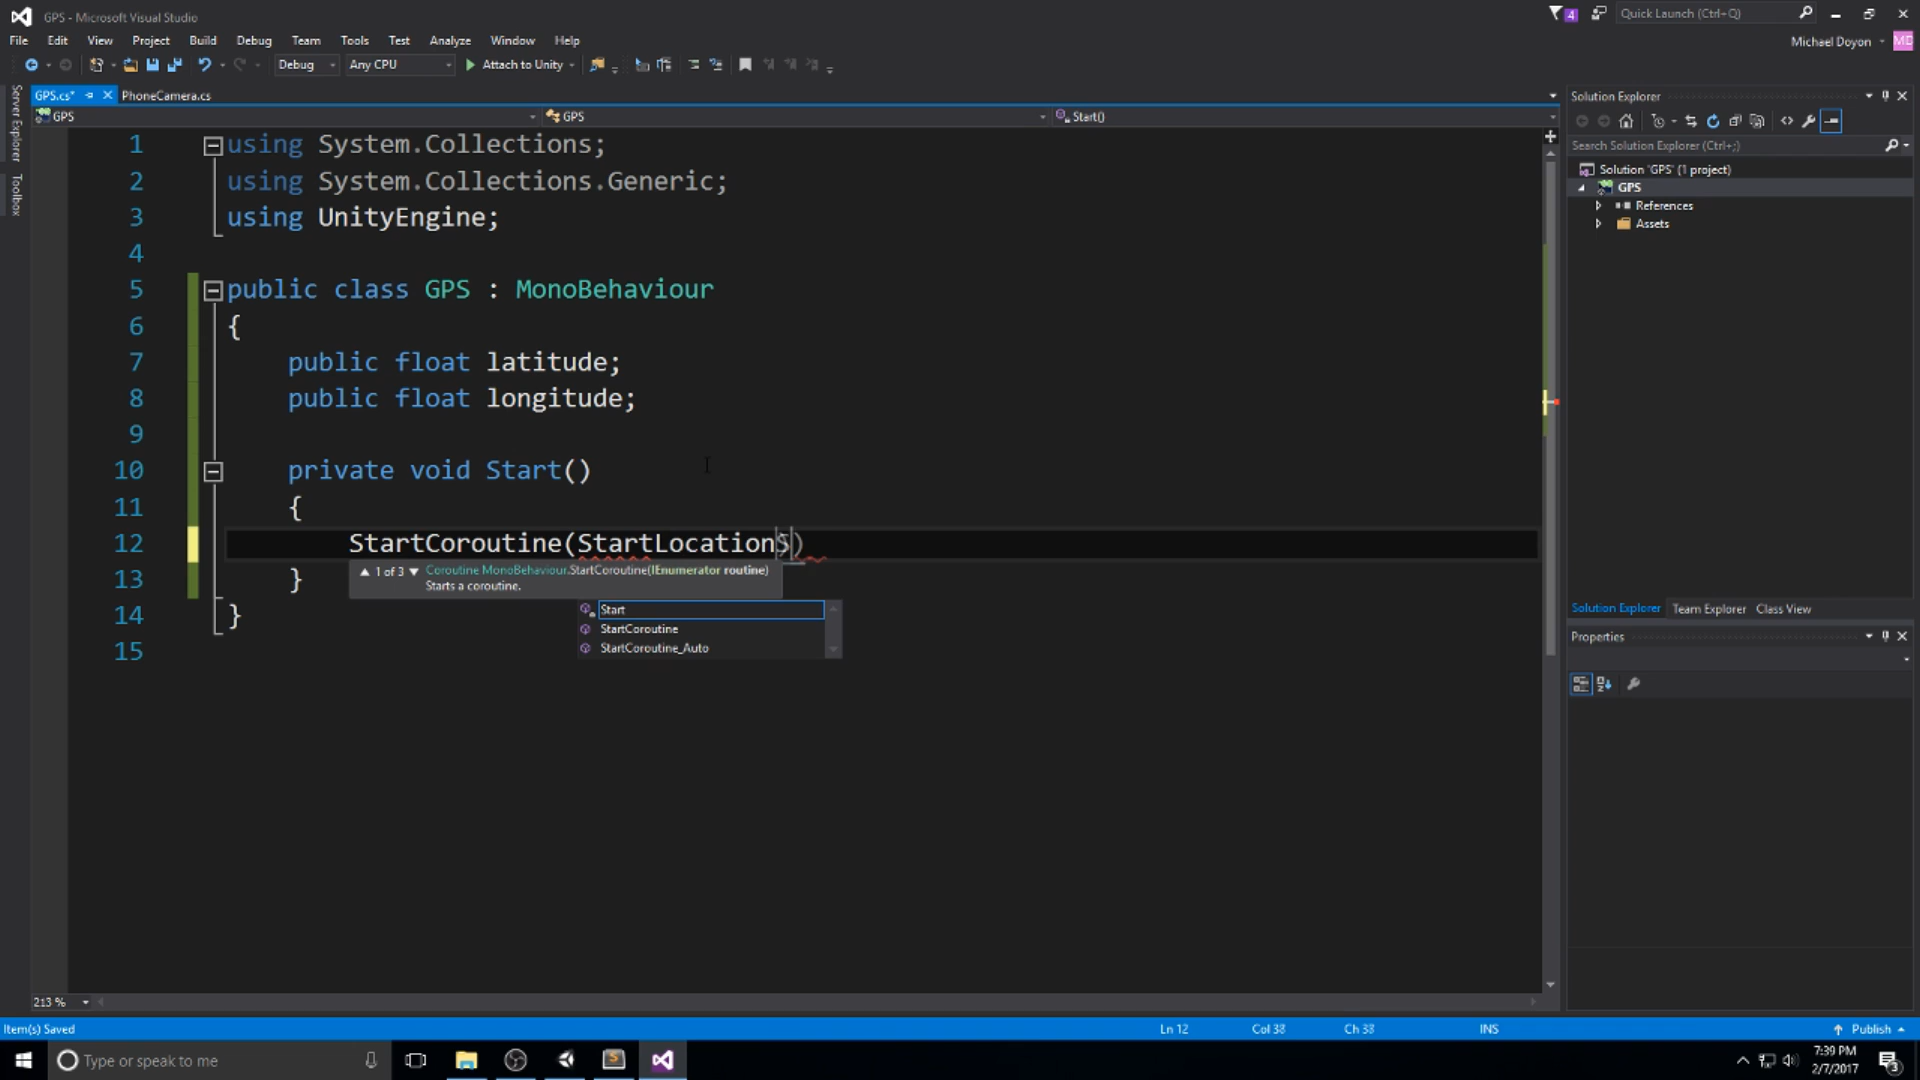 GPS - Microsoft Visual Studio
4
Quick Launch (Ctrl+Q)
File Edit View Project Build Debug Team Tools Test Analyze Window Help
Michael Doyon
MD
Debug Any CPU Attach to Unity
Server Explorer
Toolbox
GPS.cs* PhoneCamera.cs
GPS GPS Start()
1 using System.Collections;
2 using System.Collections.Generic;
3 using UnityEngine;
4
5 public class GPS : MonoBehaviour
6 {
7 public float latitude;
8 public float longitude;
9
10 private void Start()
11 {
12 StartCoroutine(StartLocationS)
13 }
14 }
15
1 of 3 Coroutine MonoBehaviour.StartCoroutine(IEnumerator routine)
Starts a coroutine.
Start
StartCoroutine
StartCoroutine_Auto
Solution Explorer
Search Solution Explorer (Ctrl+;)
Solution "GPS" (1 project)
GPS
References
Assets
Solution Explorer Team Explorer Class View
Properties
213 %
Item(s) Saved Ln 12 Col 38 Ch 38 INS Publish
Type or speak to me
7:39 PM
2/7/2017
3